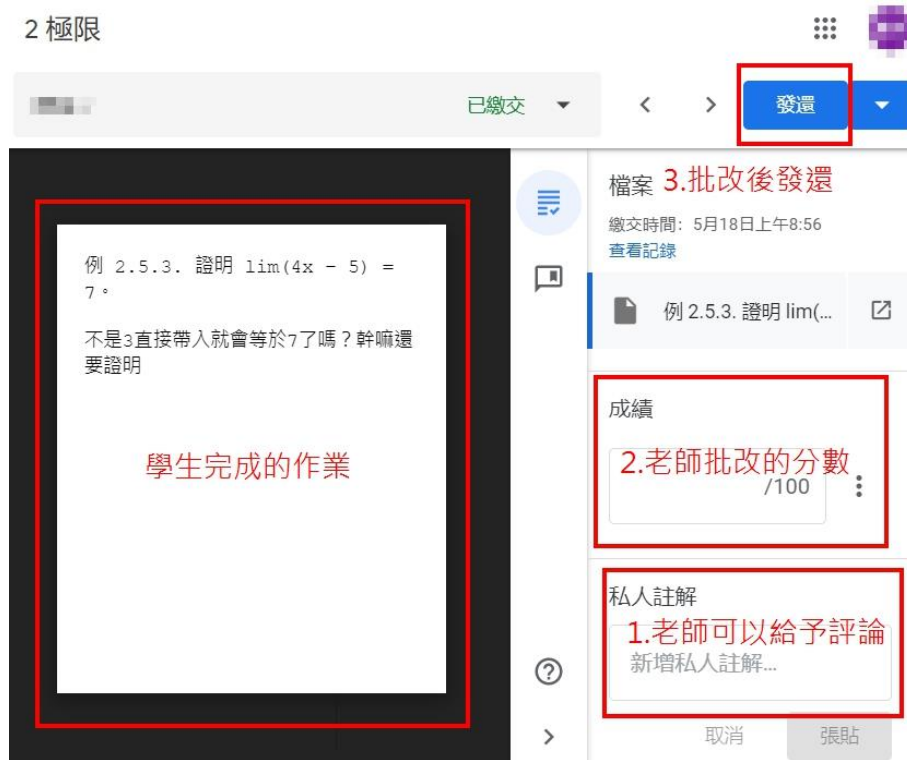 2 極限
已繳交
發還
檔案
3.批改後發還
繳交時間: 5月18日上午8:56
查看記錄
例 2.5.3. 證明 lim(4x - 5) =
7。
不是3直接帶入就會等於7了嗎？幹嘛還
要證明
學生完成的作業
例 2.5.3. 證明 lim(...
成績
2.老師批改的分數
/100
私人註解
1.老師可以給予評論
新增私人註解...
取消
張貼